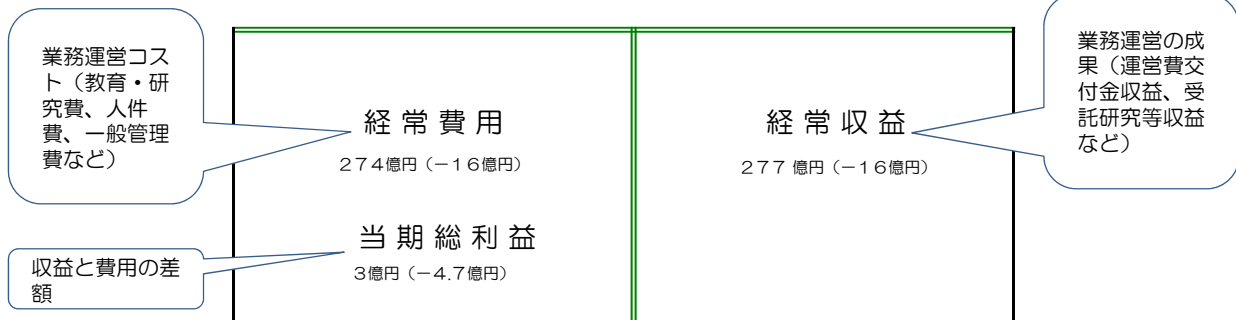 業務運営コス
ト（教育・研
究費、人件
費、一般管理
費など）
経常費用
274億円（－16億円）
当期総利益
3億円（－4.7億円）
収益と費用の差
額
経常収益
277 億円（－16億円）
業務運営の成
果（運営費交
付金収益、受
託研究等収益
など）